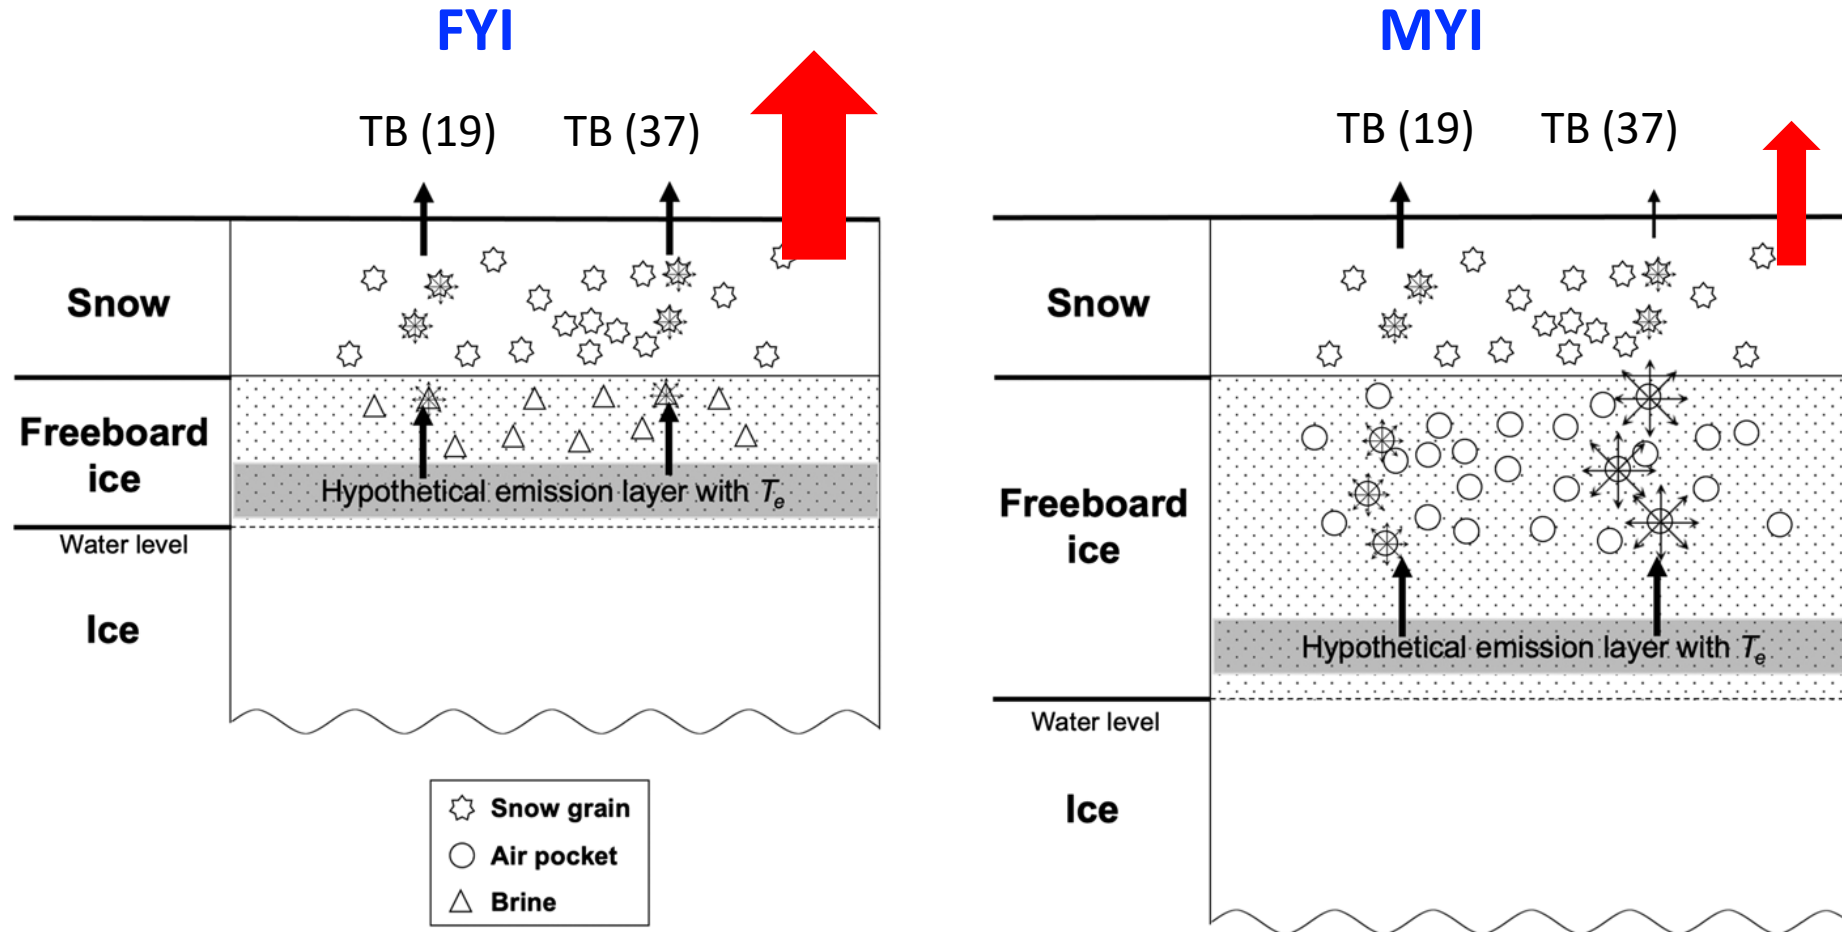 FYI
TB (19) TB (37)
Snow
Freeboard
ice
Hypothetical emission layer with Te
Water level
Ice
Snow grain
Air pocket
Brine
MYI
TB (19) TB (37)
Snow
Freeboard
ice
Hypothetical emission layer with Te
Water level
Ice